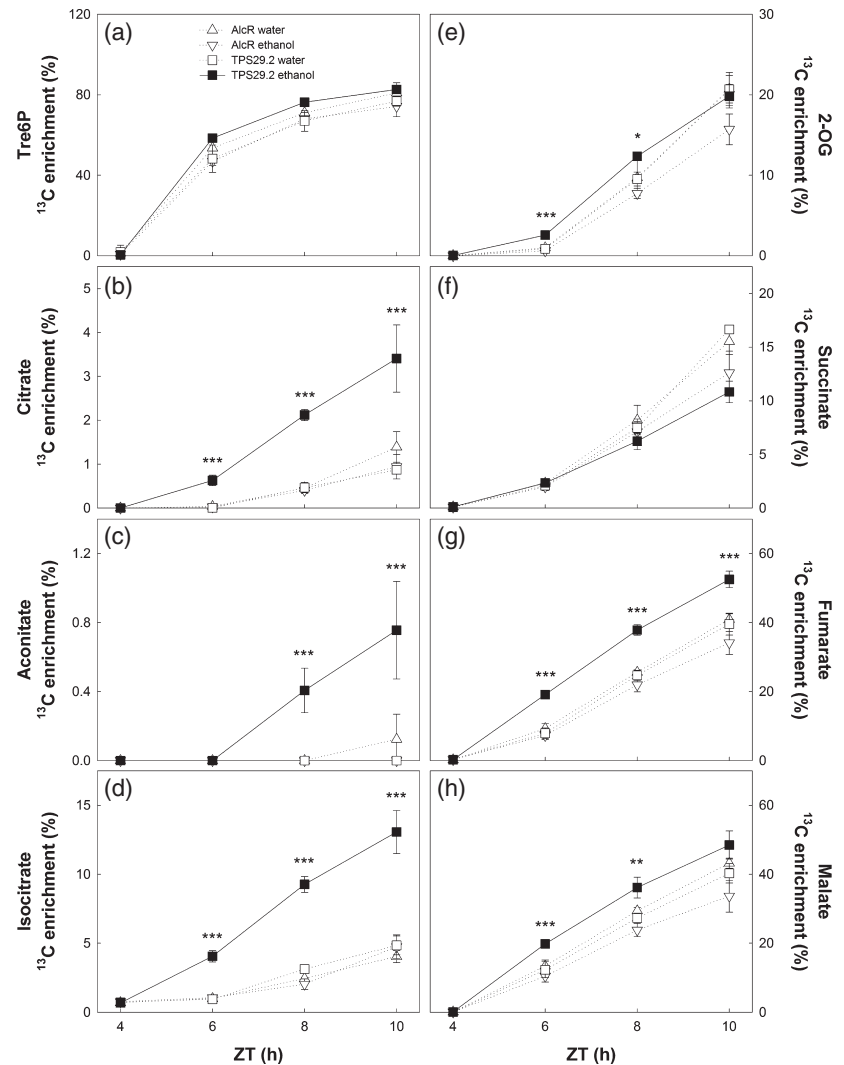 (a)
AlcR water
AlcR ethanol
TPS29.2 water
TPS29.2 ethanol
Tre6P
13C enrichment (%)
120
80
40
0
(e)
*
***
30
20
10
0
2-OG
13C enrichment (%)
(b)
***
***
***
Citrate
13C enrichment (%)
5
4
3
2
1
0
(f)
20
15
10
5
0
Succinate
13C enrichment (%)
(c)
***
***
Aconitate
13C enrichment (%)
1.2
0.8
0.4
0.0
(g)
***
***
***
60
40
20
0
Fumarate
13C enrichment (%)
(d)
***
***
***
Isocitrate
13C enrichment (%)
15
10
5
0
4
6
8
10
ZT (h)
(h)
**
***
60
40
20
0
Malate
13C enrichment (%)
4
6
8
10
ZT (h)